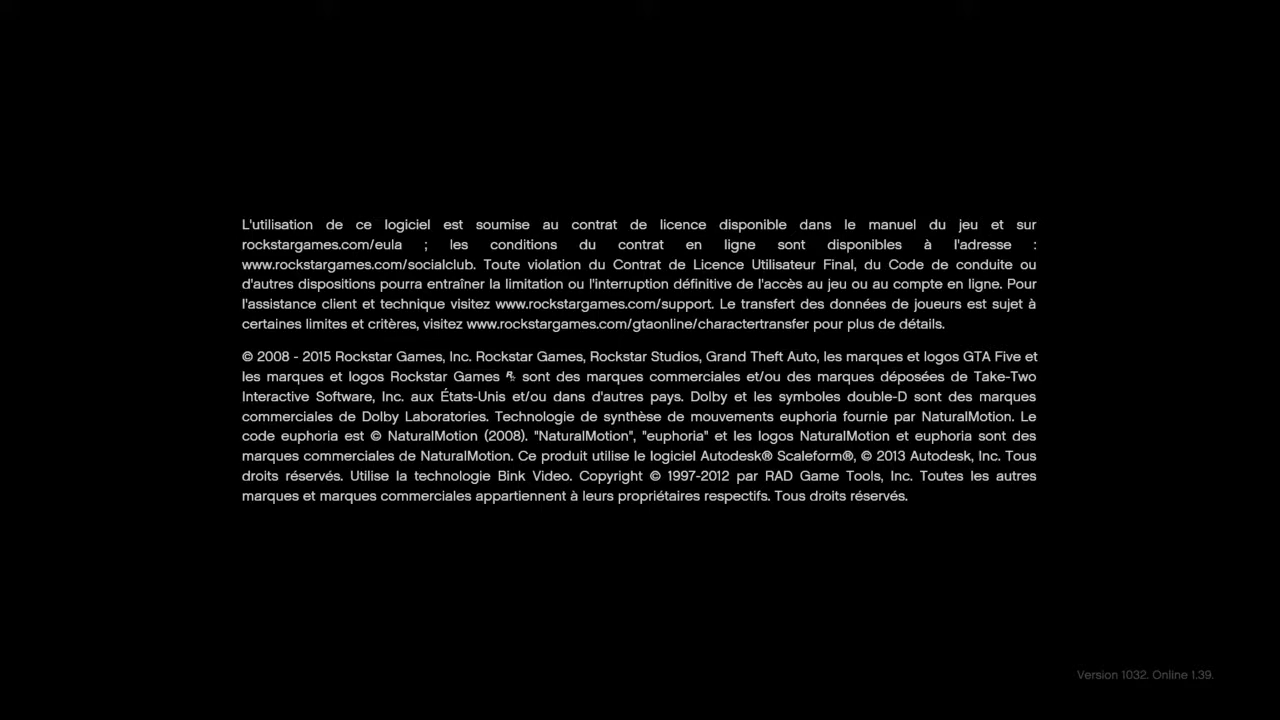 L'utilisation de ce logiciel est soumise au contrat de licence disponible dans le manuel du jeu et sur
rockstargames.com/eula ; les conditions du contrat en ligne sont disponibles à l'adresse :
www.rockstargames.com/socialclub. Toute violation du Contrat de Licence Utilisateur Final, du Code de conduite ou
d'autres dispositions pourra entraîner la limitation ou l'interruption définitive de l'accès au jeu ou au compte en ligne. Pour
l'assistance client et technique visitez www.rockstargames.com/support. Le transfert des données de joueurs est sujet à
certaines limites et critères, visitez www.rockstargames.com/gtaonline/charactertransfer pour plus de détails.
© 2008 - 2015 Rockstar Games, Inc. Rockstar Games, Rockstar Studios, Grand Theft Auto, les marques et logos GTA Five et
les marques et logos Rockstar Games R* sont des marques commerciales et/ou des marques déposées de Take-Two
Interactive Software, Inc. aux États-Unis et/ou dans d'autres pays. Dolby et les symboles double-D sont des marques
commerciales de Dolby Laboratories. Technologie de synthèse de mouvements euphoria fournie par NaturalMotion. Le
code euphoria est © NaturalMotion (2008). "NaturalMotion", "euphoria" et les logos NaturalMotion et euphoria sont des
marques commerciales de NaturalMotion. Ce produit utilise le logiciel Autodesk® Scaleform®, © 2013 Autodesk, Inc. Tous
droits réservés. Utilise la technologie Bink Video. Copyright © 1997-2012 par RAD Game Tools, Inc. Toutes les autres
marques et marques commerciales appartiennent à leurs propriétaires respectifs. Tous droits réservés.
Version 1032. Online 1.39.